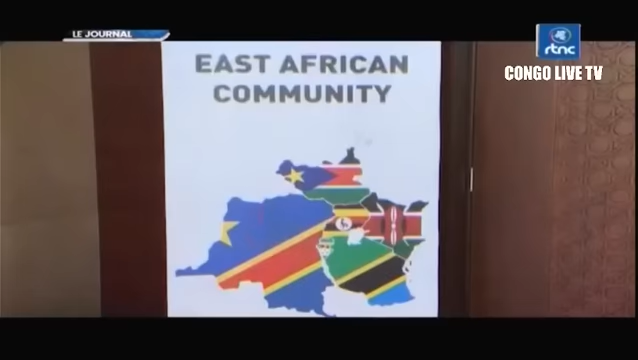 LE JOURNAL
rtnc
CONGO LIVE TV
EAST AFRICAN
COMMUNITY